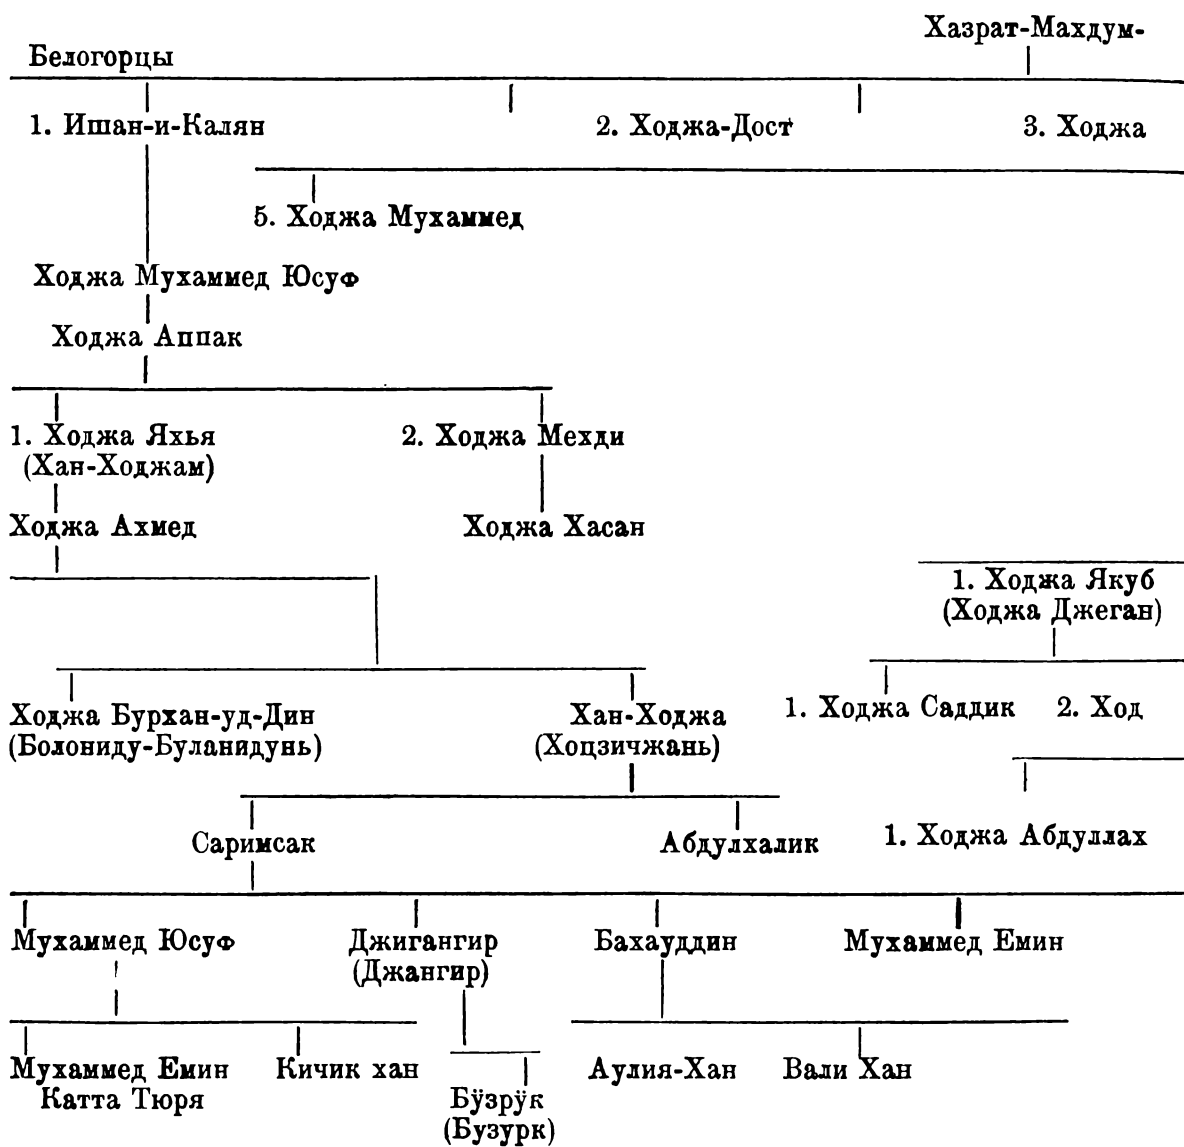 Хазрат-Махдум-
Белогорцы
1. Ишан-и-Калян
2. Ходжа-Дост
3. Ходжа
5. Ходжа Мухаммед
Ходжа Мухаммед Юсуф
Ходжа Аппак
1. Ходжа Яхья
(Хан-Ходжам)
2. Ходжа Мехди
Ходжа Ахмед
Ходжа Хасан
1. Ходжа Якуб
(Ходжа Джеган)
Ходжа Бурхан-уд-Дин
(Болониду-Буланидунь)
Хан-Ходжа
(Хоцзичжань)
1. Ходжа Саддик
2. Ход
Саримсак
Абдулхалик
1. Ходжа Абдуллах
Мухаммед Юсуф
Джигангир
(Джангир)
Бахауддин
Мухаммед Емин
Мухаммед Емин
Катта Тюря
Кичик хан
Бӱзрӱк
(Бузурк)
Аулия-Хан
Вали Хан